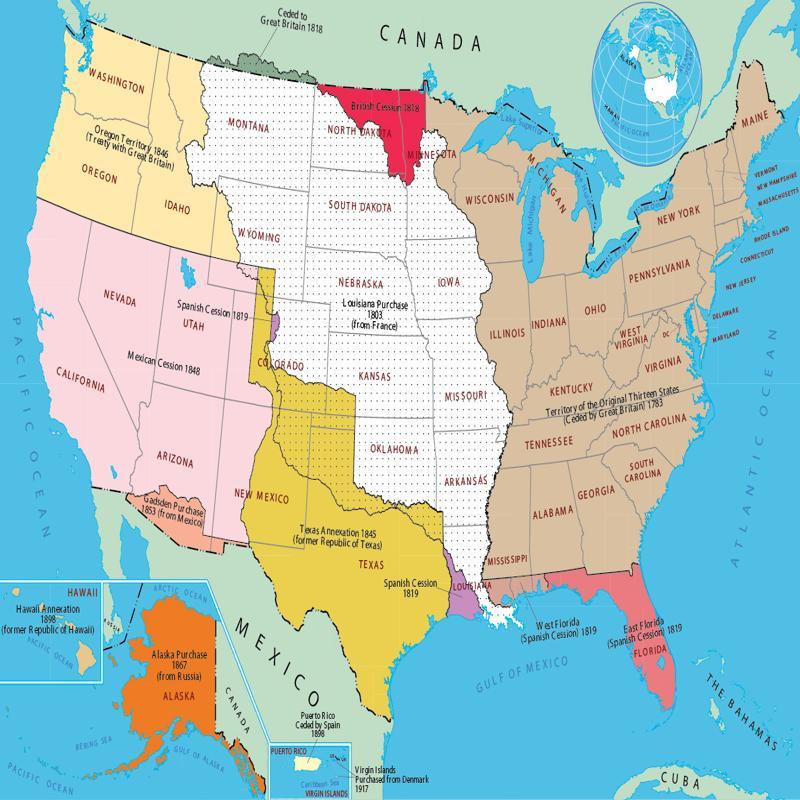 Ceded to
Great Britain 1818
CANADA
ALASKA
HAWAII
PACIFIC OCEAN
WASHINGTON
Oregon Territory 1846
(Treaty with Great Britain)
OREGON
IDAHO
MONTANA
British Cession 1818
NORTH DAKOTA
MINNESOTA
SOUTH DAKOTA
WYOMING
NEBRASKA
IOWA
Louisiana Purchase
1803
(from France)
Lake Superior
MICHIGAN
Lake Michigan
WISCONSIN
MAINE
VERMONT
NEW HAMPSHIRE
MASSACHUSETTS
NEW YORK
RHODE ISLAND
CONNECTICUT
PENNSYLVANIA
NEW JERSEY
DELAWARE
MARYLAND
OHIO
INDIANA
ILLINOIS
WEST
VIRGINIA
DC
VIRGINIA
KENTUCKY
Territory of the Original Thirteen States
(Ceded by Great Britain) 1783
TENNESSEE
NORTH CAROLINA
SOUTH
CAROLINA
GEORGIA
ALABAMA
MISSISSIPPI
NEVADA
Spanish Cession 1819
UTAH
Mexican Cession 1848
CALIFORNIA
COLORADO
KANSAS
MISSOURI
OKLAHOMA
ARKANSAS
ARIZONA
NEW MEXICO
Gadsden Purchase
1853 (from Mexico)
Texas Annexation 1845
(former Republic of Texas)
TEXAS
Spanish Cession
1819
LOUISIANA
West Florida
(Spanish Cession) 1819
East Florida
(Spanish Cession) 1819
FLORIDA
PACIFIC OCEAN
ATLANTIC OCEAN
GULF OF MEXICO
MEXICO
THE BAHAMAS
CUBA
HAWAII
Hawaii Annexation
1898
(former Republic of Hawaii)
PACIFIC OCEAN
ARCTIC OCEAN
RUSSIA
Alaska Purchase
1867
(from Russia)
ALASKA
CANADA
BERING SEA
GULF OF ALASKA
PACIFIC OCEAN
Puerto Rico
Ceded by Spain
1898
PUERTO RICO
Virgin Islands
Purchased from Denmark
1917
Caribbean Sea
VIRGIN ISLANDS